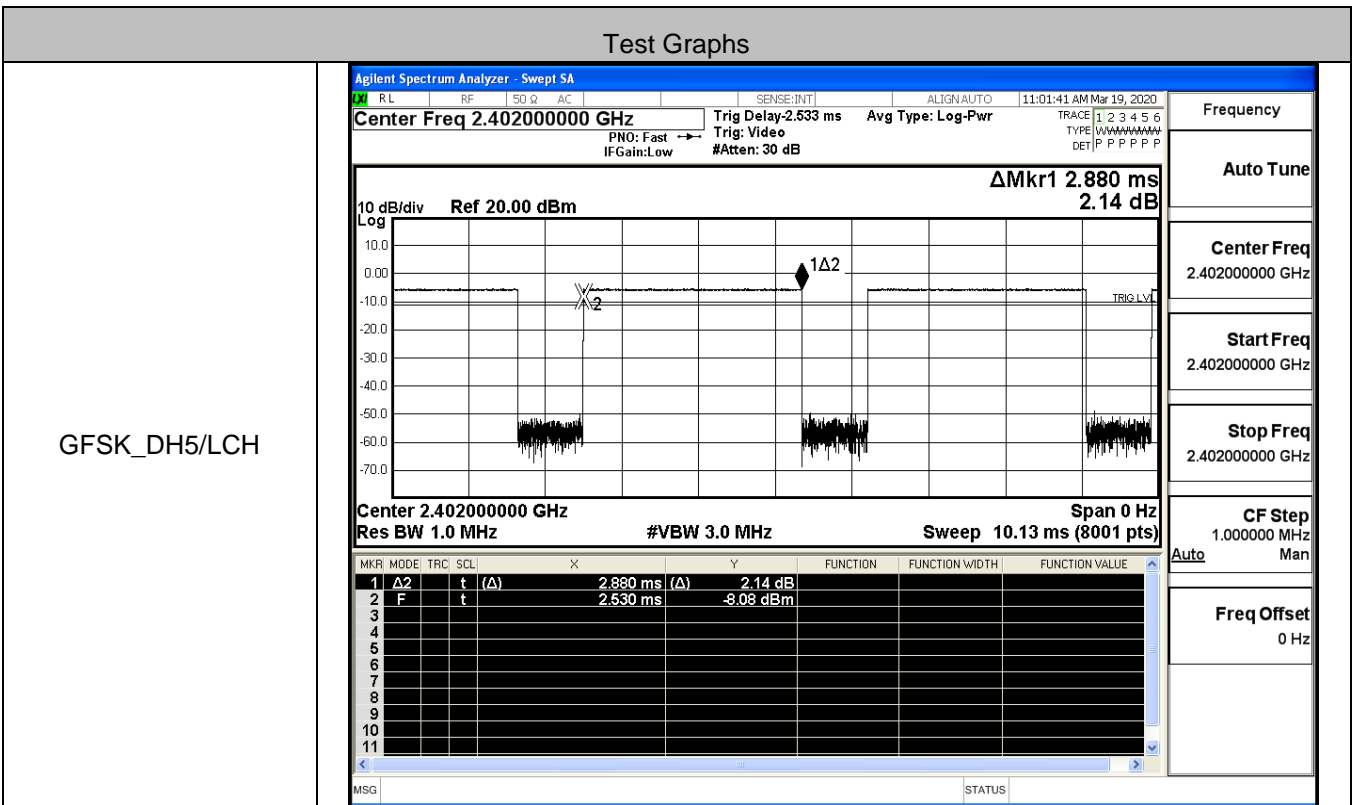 Test Graphs
GFSK_DH5/LCH
Agilent Spectrum Analyzer - Swept SA
LXI RL RF 50 Ω AC SENSE:INT ALIGN AUTO 11:01:41 AM Mar 19, 2020
Center Freq 2.402000000 GHz
PNO: Fast
IFGain:Low
Trig Delay-2.533 ms
Trig: Video
#Atten: 30 dB
Avg Type: Log-Pwr
TRACE 1 2 3 4 5 6
TYPE WWWWWW
DET P P P P P P
ΔMkr1 2.880 ms
2.14 dB
10 dB/div Ref 20.00 dBm
Log
10.0
0.00
-10.0
-20.0
-30.0
-40.0
-50.0
-60.0
-70.0
1Δ2
2
TRIG LVL
Center 2.402000000 GHz Span 0 Hz
Res BW 1.0 MHz #VBW 3.0 MHz Sweep 10.13 ms (8001 pts)
MKR MODE TRC SCL X Y FUNCTION FUNCTION WIDTH FUNCTION VALUE
1 Δ2 t (Δ) 2.880 ms (Δ) 2.14 dB
2 F t 2.530 ms -8.08 dBm
3
4
5
6
7
8
9
10
11
MSG STATUS
Frequency
Auto Tune
Center Freq
2.402000000 GHz
Start Freq
2.402000000 GHz
Stop Freq
2.402000000 GHz
CF Step
1.000000 MHz
Auto Man
Freq Offset
0 Hz